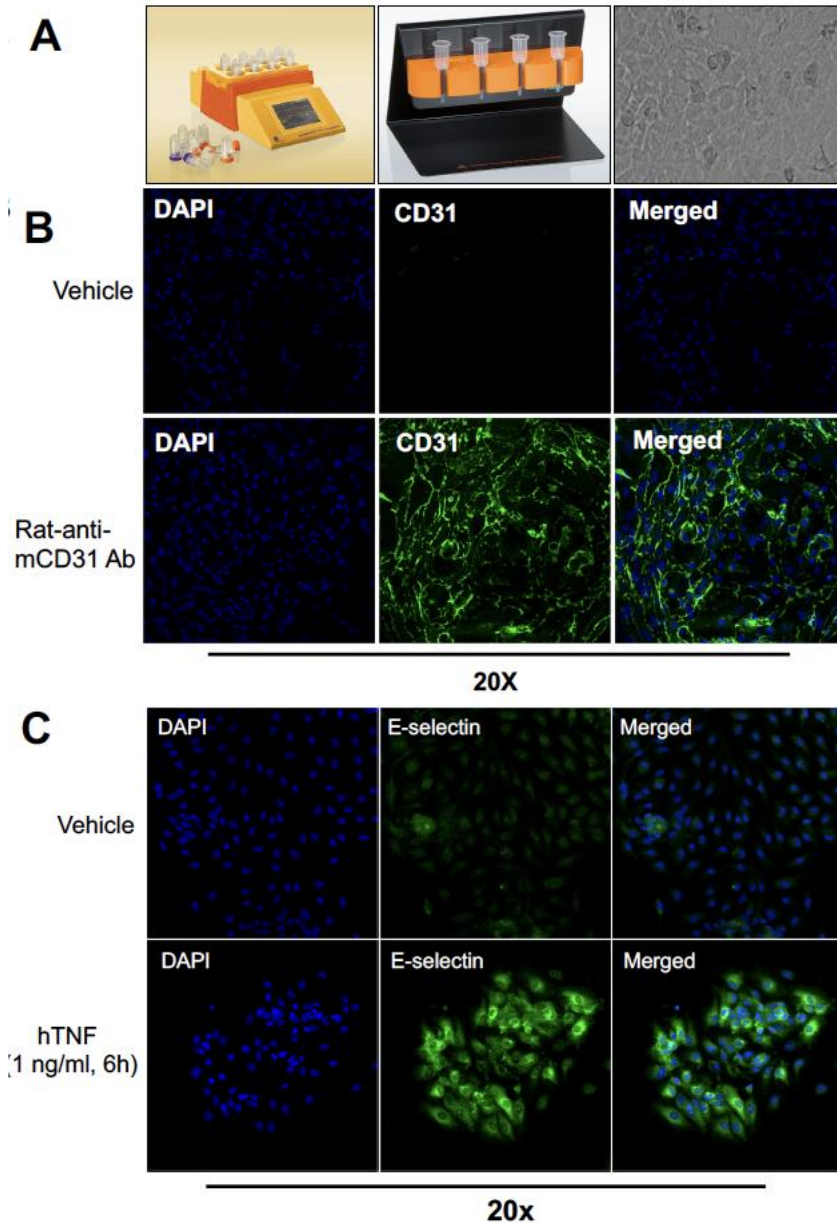 A
B
DAPI CD31 Merged
Vehicle
DAPI CD31 Merged
Rat-anti-
mCD31 Ab
20X
C
DAPI E-selectin Merged
Vehicle
DAPI E-selectin Merged
hTNF
(1 ng/ml, 6h)
20x